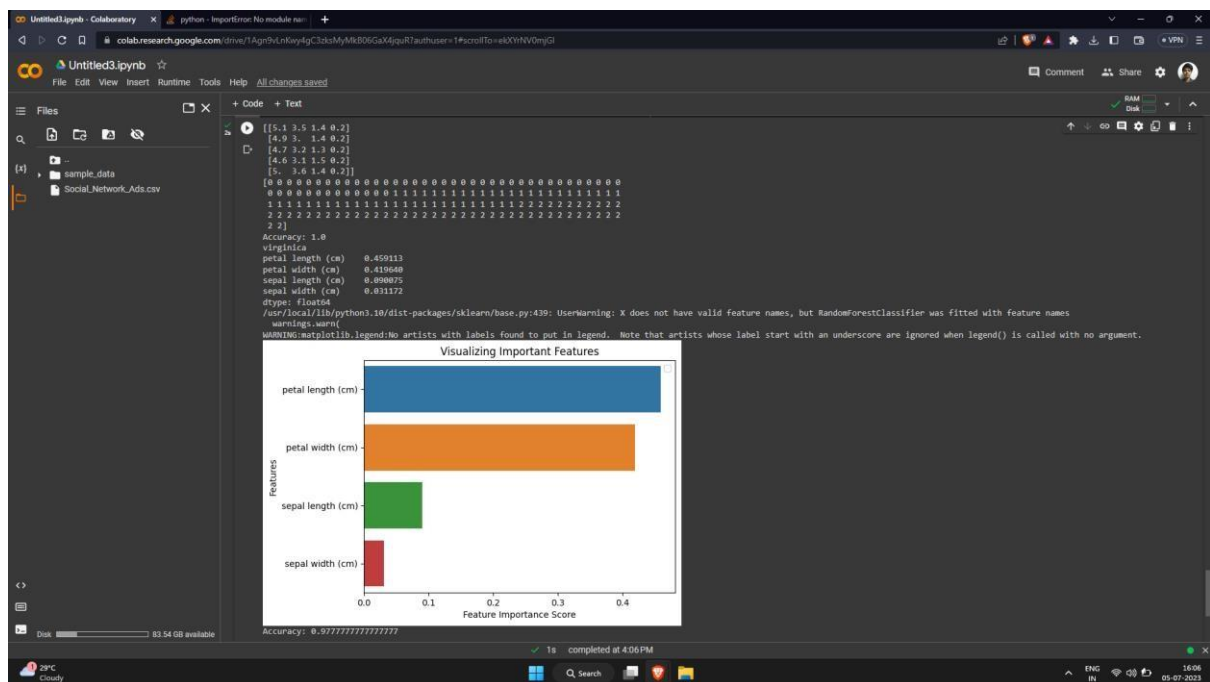 Untitled3.ipynb - Colaboratory
python - ImportError: No module nam
colab.research.google.com/drive/1Agn9vLnKwy4gC3zksMyMkB06GaX4jquR?authuser=1#scrollTo=ekXYrNV0mjGl
VPN
Untitled3.ipynb
File Edit View Insert Runtime Tools Help All changes saved
Comment
Share
Files
+ Code + Text
RAM
Disk
..
sample_data
Social_Network_Ads.csv
{x}
2s
[[5.1 3.5 1.4 0.2]
[4.9 3. 1.4 0.2]
[4.7 3.2 1.3 0.2]
[4.6 3.1 1.5 0.2]
[5. 3.6 1.4 0.2]]
[0 0 0 0 0 0 0 0 0 0 0 0 0 0 0 0 0 0 0 0 0 0 0 0 0 0 0 0 0 0 0 0 0 0 0 0 0
0 0 0 0 0 0 0 0 0 0 0 0 0 1 1 1 1 1 1 1 1 1 1 1 1 1 1 1 1 1 1 1 1 1 1 1 1
1 1 1 1 1 1 1 1 1 1 1 1 1 1 1 1 1 1 1 1 1 1 1 1 1 1 2 2 2 2 2 2 2 2 2 2 2
2 2 2 2 2 2 2 2 2 2 2 2 2 2 2 2 2 2 2 2 2 2 2 2 2 2 2 2 2 2 2 2 2 2 2 2 2
2 2]
Accuracy: 1.0
virginica
petal length (cm) 0.459113
petal width (cm) 0.419640
sepal length (cm) 0.090075
sepal width (cm) 0.031172
dtype: float64
/usr/local/lib/python3.10/dist-packages/sklearn/base.py:439: UserWarning: X does not have valid feature names, but RandomForestClassifier was fitted with feature names
warnings.warn(
WARNING:matplotlib.legend:No artists with labels found to put in legend. Note that artists whose label start with an underscore are ignored when legend() is called with no argument.
Visualizing Important Features
petal length (cm)
petal width (cm)
sepal length (cm)
sepal width (cm)
Features
0.0 0.1 0.2 0.3 0.4
Feature Importance Score
Accuracy: 0.9777777777777777
Disk 83.54 GB available
1s completed at 4:06 PM
1
29°C
Cloudy
Search
ENG
IN
16:06
05-07-2023